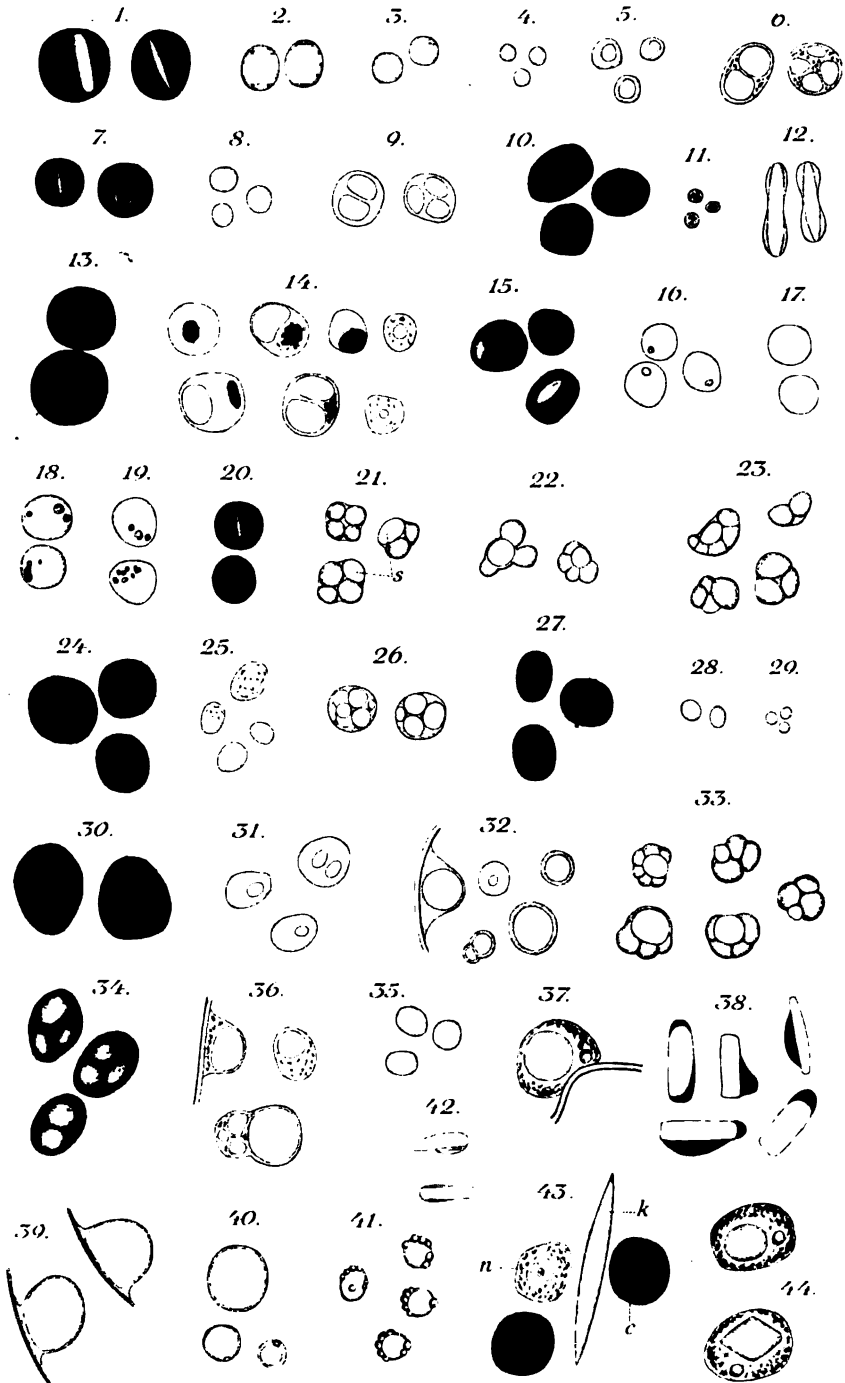 1. 2. 3. 4. 5. 6.
7. 8. 9. 10. 11. 12.
13. 14. 15. 16. 17.
18. 19. 20. 21. 22. 23.
s
24. 25. 26. 27. 28. 29.
30. 31. 32. 33.
34. 36. 35. 37. 38.
42.
39. 40. 41. 43. 44.
k
n
c